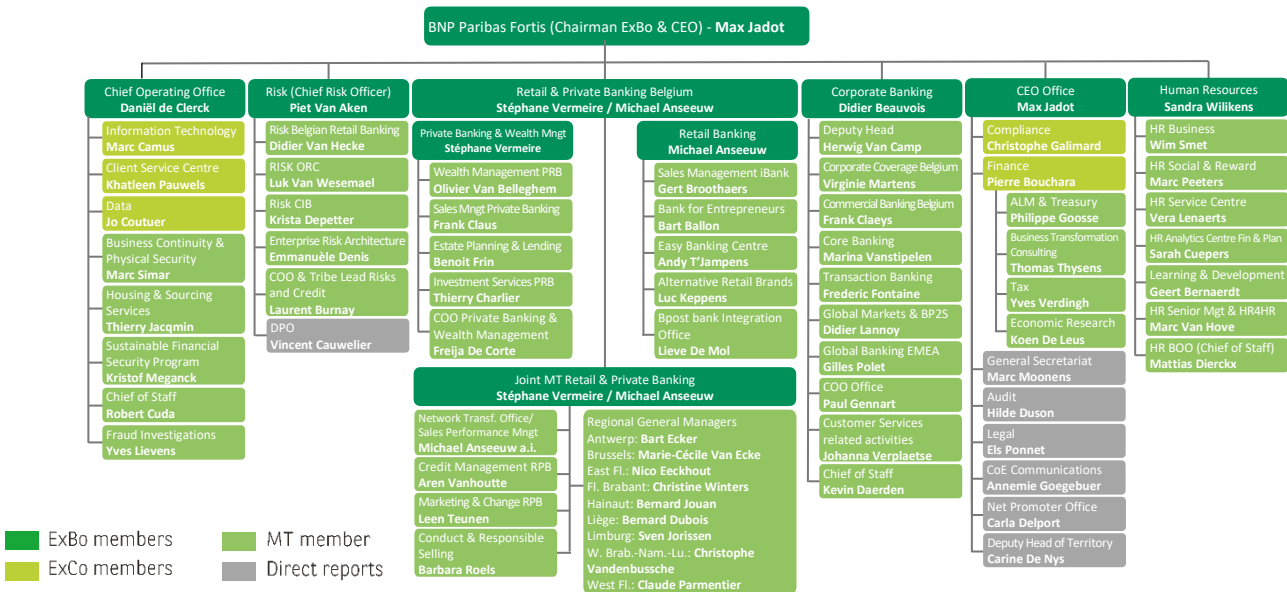 BNP Paribas Fortis (Chairman ExBo & CEO) - Max Jadot
Chief Operating Office
Daniël de Clerck
Information Technology
Marc Camus
Client Service Centre
Khatleen Pauwels
Data
Jo Coutuer
Business Continuity &
Physical Security
Marc Simar
Housing & Sourcing
Services
Thierry Jacqmin
Sustainable Financial
Security Program
Kristof Meganck
Chief of Staff
Robert Cuda
Fraud Investigations
Yves Lievens
Risk (Chief Risk Officer)
Piet Van Aken
Risk Belgian Retail Banking
Didier Van Hecke
RISK ORC
Luk Van Wesemael
Risk CIB
Krista Depetter
Enterprise Risk Architecture
Emmanuèle Denis
COO & Tribe Lead Risks
and Credit
Laurent Burnay
DPO
Vincent Cauwelier
Retail & Private Banking Belgium
Stéphane Vermeire / Michael Anseeuw
Private Banking & Wealth Mngt
Stéphane Vermeire
Wealth Management PRB
Olivier Van Belleghem
Sales Mngt Private Banking
Frank Claus
Estate Planning & Lending
Benoit Frin
Investment Services PRB
Thierry Charlier
COO Private Banking &
Wealth Management
Freija De Corte
Retail Banking
Michael Anseeuw
Sales Management iBank
Gert Broothaers
Bank for Entrepreneurs
Bart Ballon
Easy Banking Centre
Andy T'Jampens
Alternative Retail Brands
Luc Keppens
Bpost bank Integration
Office
Lieve De Mol
Joint MT Retail & Private Banking
Stéphane Vermeire / Michael Anseeuw
Network Transf. Office/
Sales Performance Mngt
Michael Anseeuw a.i.
Credit Management RPB
Aren Vanhoutte
Marketing & Change RPB
Leen Teunen
Conduct & Responsible
Selling
Barbara Roels
Regional General Managers
Antwerp: Bart Ecker
Brussels: Marie-Cécile Van Ecke
East Fl.: Nico Eeckhout
Fl. Brabant: Christine Winters
Hainaut: Bernard Jouan
Liège: Bernard Dubois
Limburg: Sven Jorissen
W. Brab.-Nam.-Lu.: Christophe
Vandenbussche
West Fl.: Claude Parmentier
Corporate Banking
Didier Beauvois
Deputy Head
Herwig Van Camp
Corporate Coverage Belgium
Virginie Martens
Commercial Banking Belgium
Frank Claeys
Core Banking
Marina Vanstipelen
Transaction Banking
Frederic Fontaine
Global Markets & BP2S
Didier Lannoy
Global Banking EMEA
Gilles Polet
COO Office
Paul Gennart
Customer Services
related activities
Johanna Verplaetse
Chief of Staff
Kevin Daerden
CEO Office
Max Jadot
Compliance
Christophe Galimard
Finance
Pierre Bouchara
ALM & Treasury
Philippe Goosse
Business Transformation
Consulting
Thomas Thysens
Tax
Yves Verdingh
Economic Research
Koen De Leus
General Secretariat
Marc Moonens
Audit
Hilde Duson
Legal
Els Ponnet
CoE Communications
Annemie Goegebuer
Net Promoter Office
Carla Delport
Deputy Head of Territory
Carine De Nys
Human Resources
Sandra Wilikens
HR Business
Wim Smet
HR Social & Reward
Marc Peeters
HR Service Centre
Vera Lenaerts
HR Analytics Centre Fin & Plan
Sarah Cuepers
Learning & Development
Geert Bernaerdt
HR Senior Mgt & HR4HR
Marc Van Hove
HR BOO (Chief of Staff)
Mattias Dierckx
ExBo members
MT member
ExCo members
Direct reports